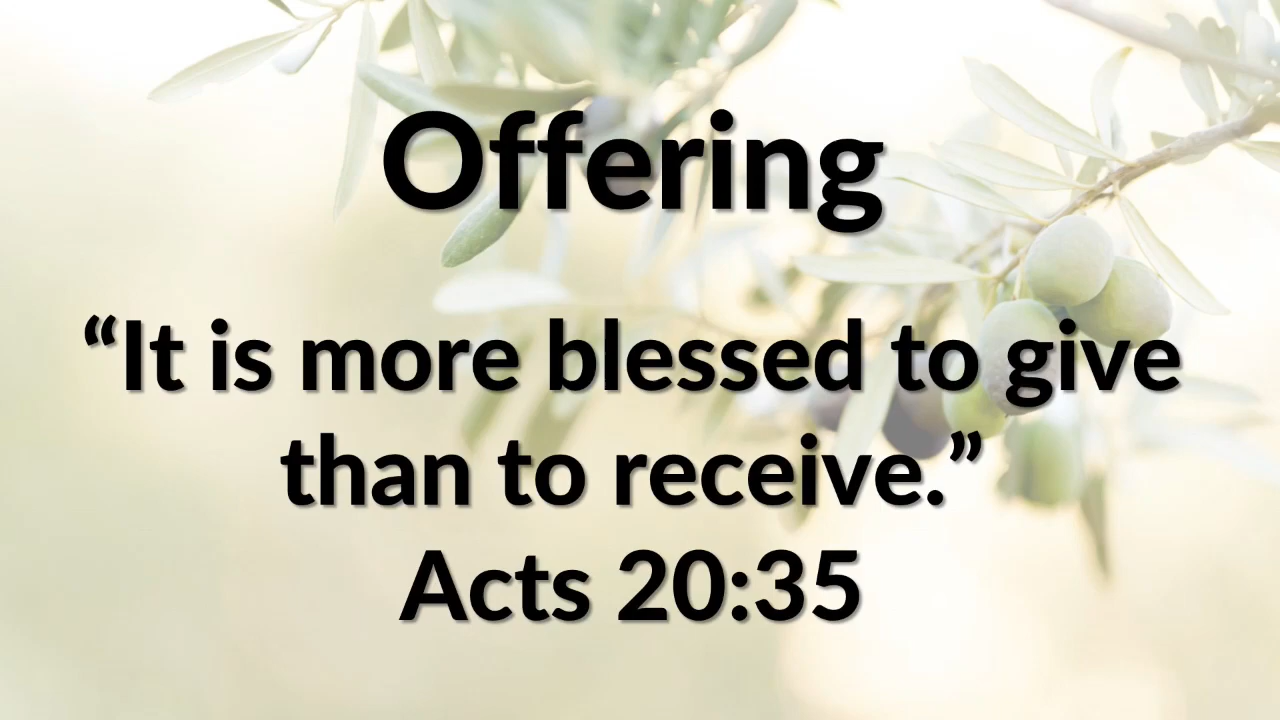 Offering
“It is more blessed to give
than to receive.”
Acts 20:35